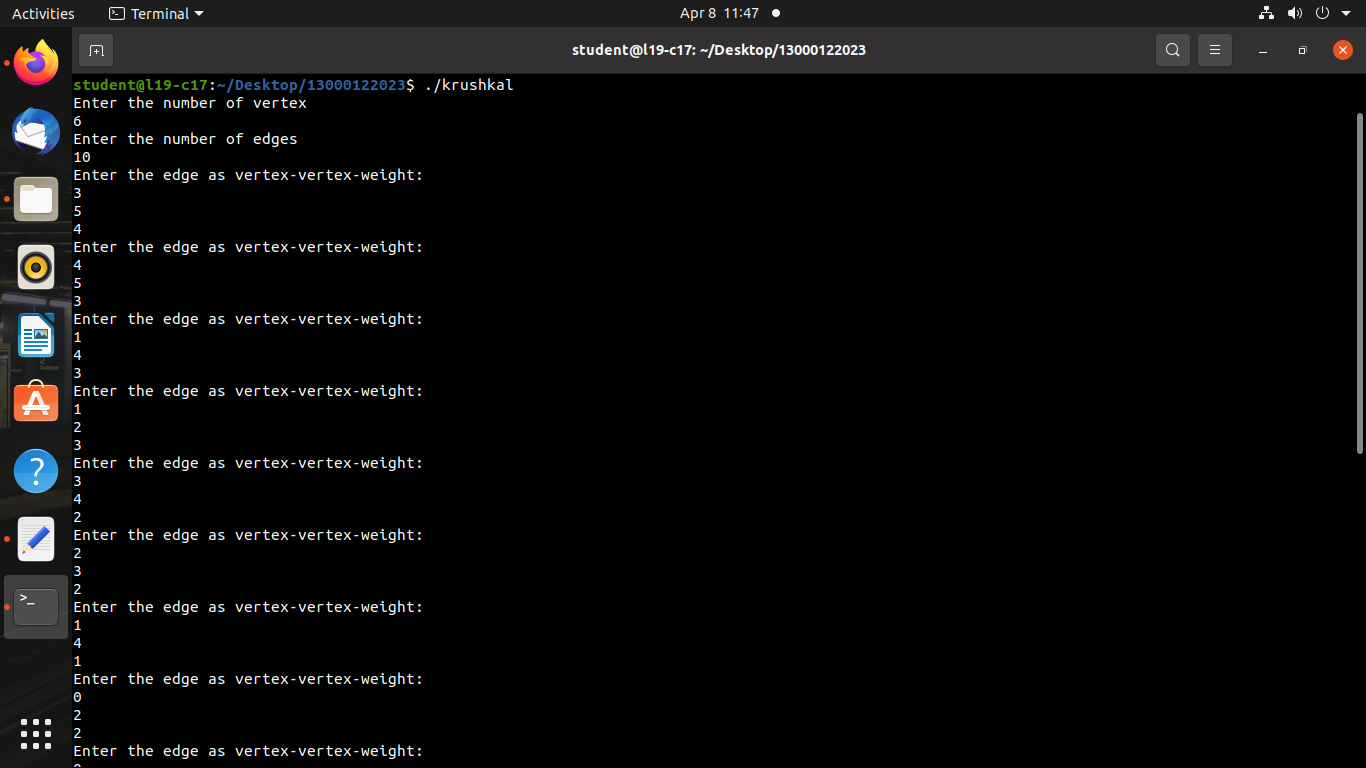 Activities Terminal Apr 8 11:47
student@l19-c17: ~/Desktop/13000122023
student@l19-c17:~/Desktop/13000122023$ ./krushkal
Enter the number of vertex
6
Enter the number of edges
10
Enter the edge as vertex-vertex-weight:
3
5
4
Enter the edge as vertex-vertex-weight:
4
5
3
Enter the edge as vertex-vertex-weight:
1
4
3
Enter the edge as vertex-vertex-weight:
1
2
3
Enter the edge as vertex-vertex-weight:
3
4
2
Enter the edge as vertex-vertex-weight:
2
3
2
Enter the edge as vertex-vertex-weight:
1
4
1
Enter the edge as vertex-vertex-weight:
0
2
2
Enter the edge as vertex-vertex-weight: